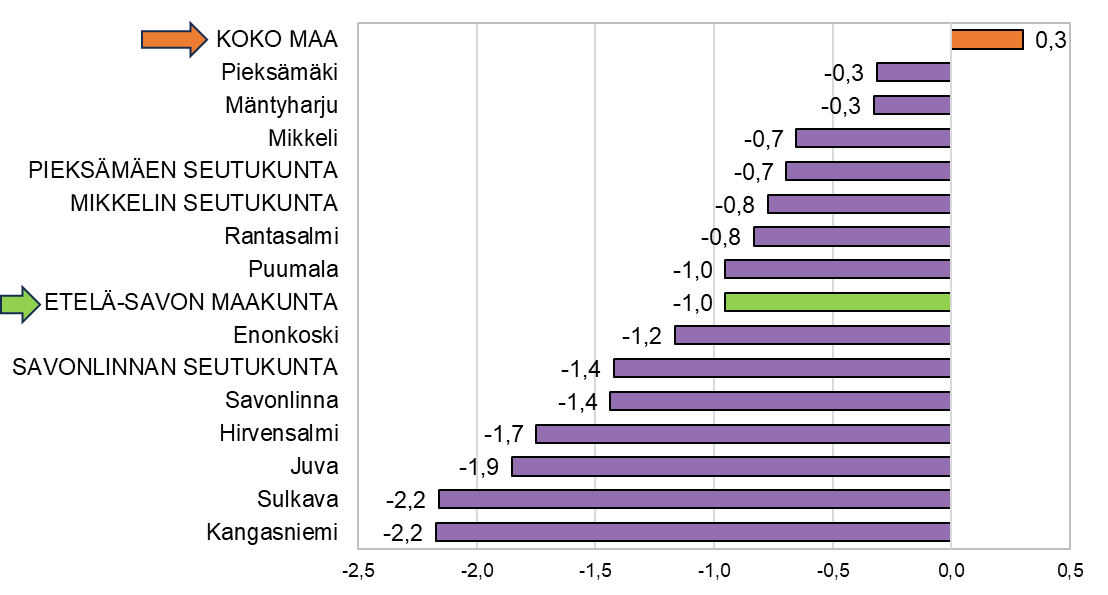 KOKO MAA 0,3
Pieksämäki -0,3
Mäntyharju -0,3
Mikkeli -0,7
PIEKSÄMÄEN SEUTUKUNTA -0,7
MIKKELIN SEUTUKUNTA -0,8
Rantasalmi -0,8
Puumala -1,0
ETELÄ-SAVON MAAKUNTA -1,0
Enonkoski -1,2
SAVONLINNAN SEUTUKUNTA -1,4
Savonlinna -1,4
Hirvensalmi -1,7
Juva -1,9
Sulkava -2,2
Kangasniemi -2,2
-2,5 -2,0 -1,5 -1,0 -0,5 0,0 0,5